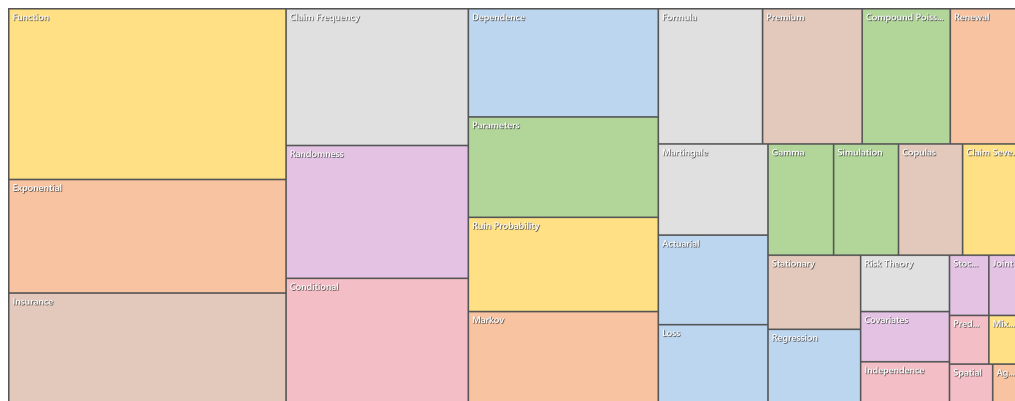 Function
Claim Frequency
Dependence
Formula
Premium
Compound Poiss...
Renewal
Parameters
Randomness
Martingale
Gamma
Simulation
Copulas
Claim Seve...
Exponential
Ruin Probability
Actuarial
Stationary
Risk Theory
Stoc...
Joint
Conditional
Insurance
Markov
Covariates
Pred...
Mix...
Loss
Regression
Independence
Spatial
Ag...